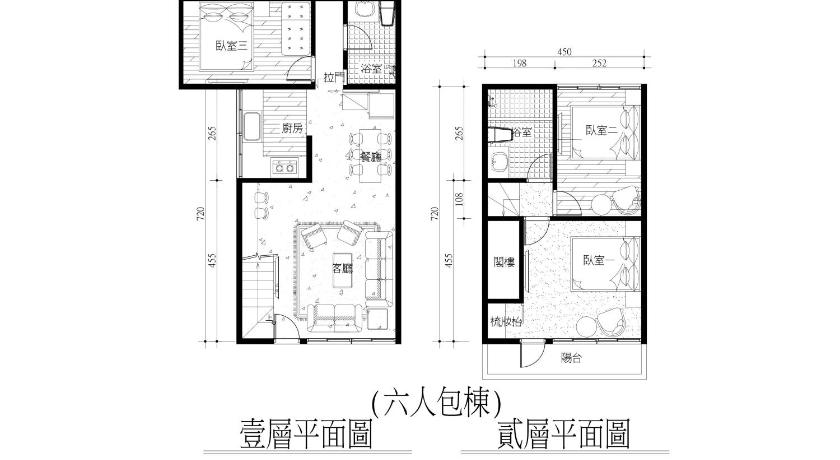 臥室三
浴室
拉門
廚房
餐廳
265
720
455
客廳
450
198
252
浴室
臥室二
265
108
720
455
閣樓
臥室一
梳妝枱
陽台
(六人包棟)
壹層平面圖
貳層平面圖